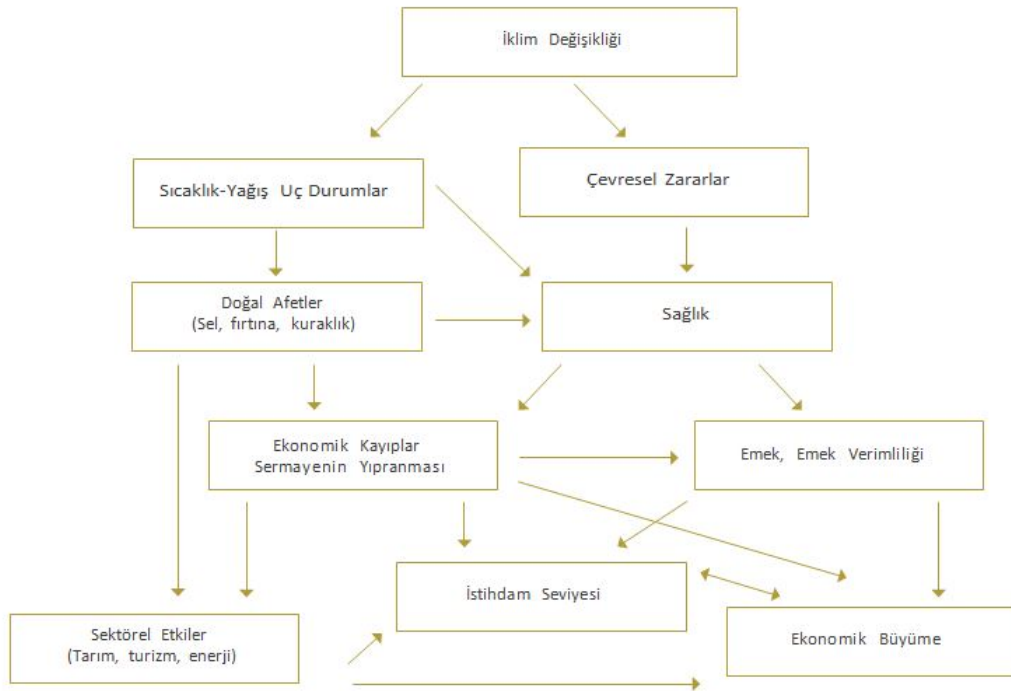 İklim Değişikliği
Sıcaklık-Yağış Uç Durumlar
Çevresel Zararlar
Doğal Afetler
(Sel, fırtına, kuraklık)
Sağlık
Ekonomik Kayıplar
Sermayenin Yıpranması
Emek, Emek Verimliliği
İstihdam Seviyesi
Sektörel Etkiler
(Tarım, turizm, enerji)
Ekonomik Büyüme